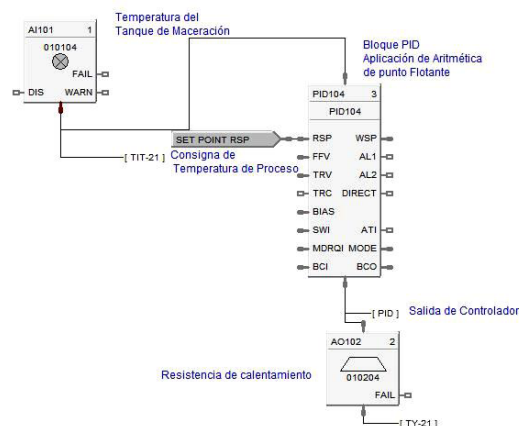 Temperatura del
Tanque de Maceración
AI101 1
010104
FAIL
DIS WARN
[ TIT-21 ]
Bloque PID
Aplicación de Aritmética
de punto Flotante
PID104 3
PID104
SET POINT RSP
Consigna de
Temperatura de Proceso
RSP WSP
FFV AL1
TRV AL2
TRC DIRECT
BIAS
SWI ATI
MDRQI MODE
BCI BCO
[ PID ]
Salida de Controlador
AO102 2
010204
FAIL
Resistencia de calentamiento
[ TY-21 ]